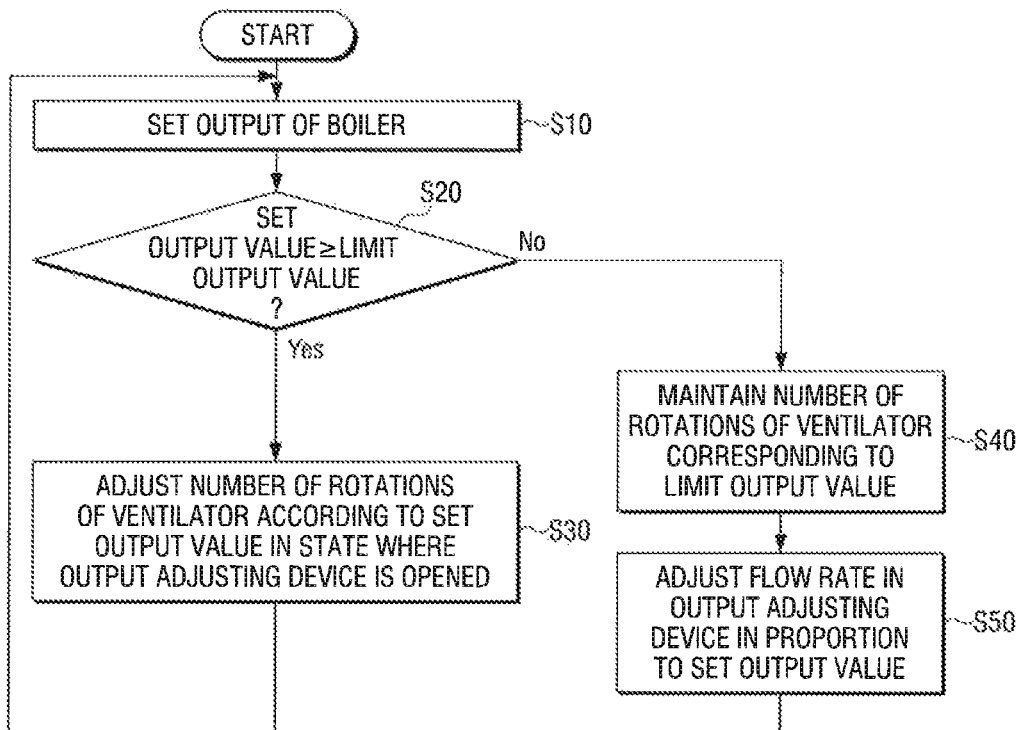 START
SET OUTPUT OF BOILER
S10
S20
SET
OUTPUT VALUE≥LIMIT
OUTPUT VALUE
?
No
Yes
MAINTAIN NUMBER OF
ROTATIONS OF VENTILATOR
CORRESPONDING TO
LIMIT OUTPUT VALUE
S40
ADJUST NUMBER OF ROTATIONS
OF VENTILATOR ACCORDING TO SET
OUTPUT VALUE IN STATE WHERE
OUTPUT ADJUSTING DEVICE IS OPENED
S30
ADJUST FLOW RATE IN
OUTPUT ADJUSTING
DEVICE IN PROPORTION
TO SET OUTPUT VALUE
S50